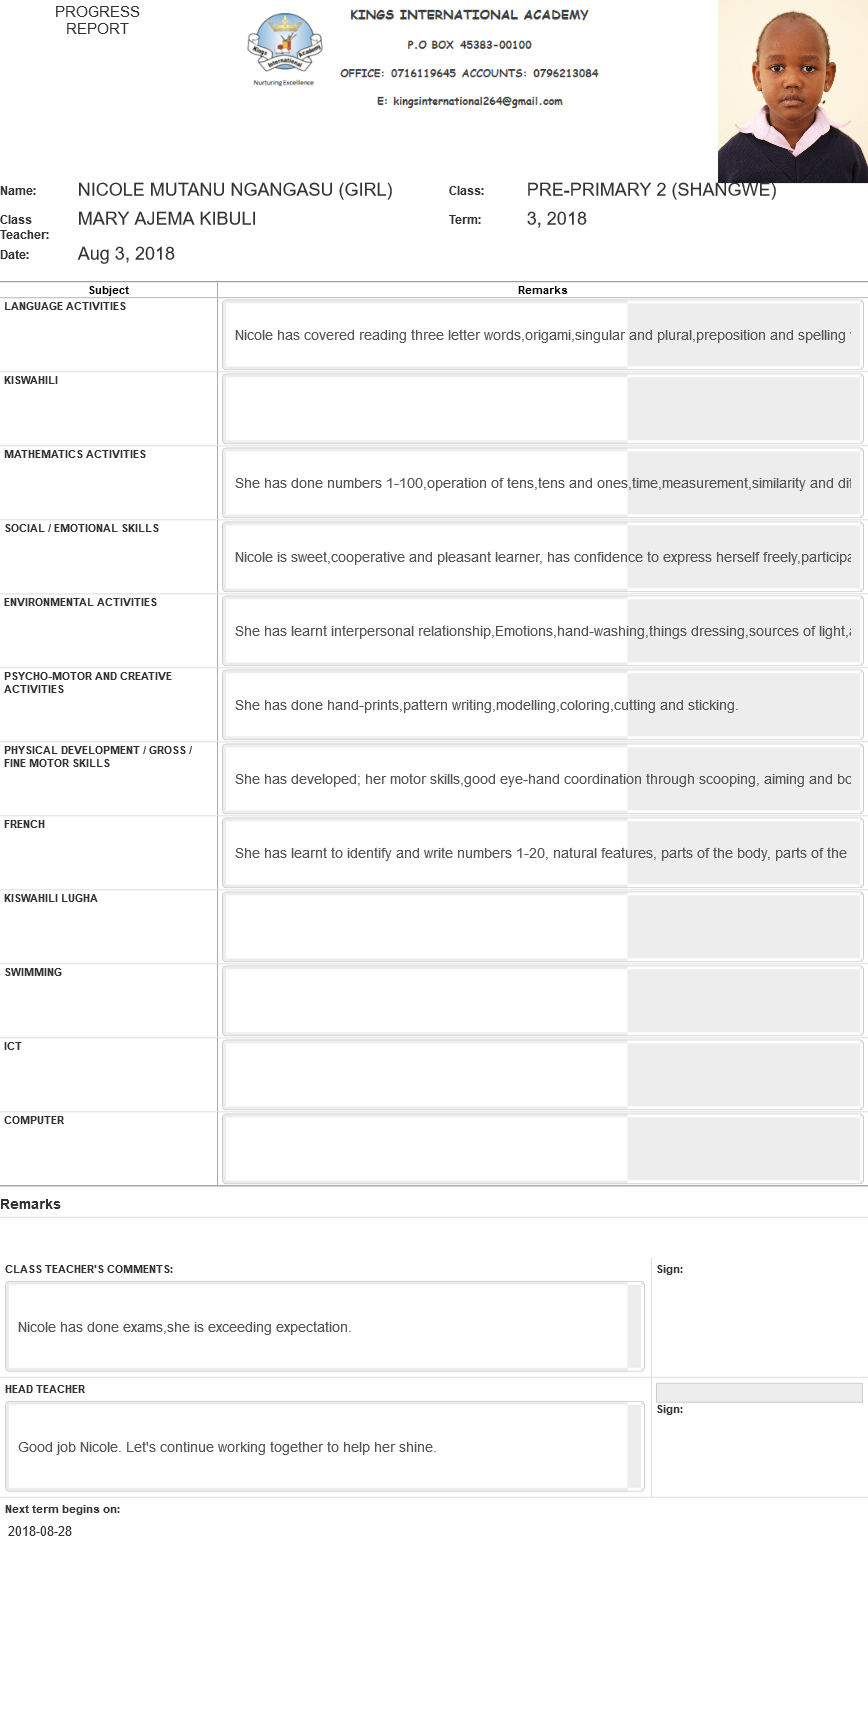 PROGRESS
REPORT
KINGS INTERNATIONAL ACADEMY
P.O BOX 45383-00100
OFFICE: 0716119645 ACCOUNTS: 0796213084
E: kingsinternational264@gmail.com
Kings International Academy
Nurturing Excellence
Name: NICOLE MUTANU NGANGASU (GIRL) Class: PRE-PRIMARY 2 (SHANGWE)
Class Teacher: MARY AJEMA KIBULI Term: 3, 2018
Date: Aug 3, 2018
Subject Remarks
LANGUAGE ACTIVITIES
Nicole has covered reading three letter words,origami,singular and plural,preposition and spelling
KISWAHILI
MATHEMATICS ACTIVITIES
She has done numbers 1-100,operation of tens,tens and ones,time,measurement,similarity and
SOCIAL / EMOTIONAL SKILLS
Nicole is sweet,cooperative and pleasant learner, has confidence to express herself freely,
ENVIRONMENTAL ACTIVITIES
She has learnt interpersonal relationship,Emotions,hand-washing,things dressing,sources of light,
PSYCHO-MOTOR AND CREATIVE
ACTIVITIES
She has done hand-prints,pattern writing,modelling,coloring,cutting and sticking.
PHYSICAL DEVELOPMENT / GROSS /
FINE MOTOR SKILLS
She has developed; her motor skills,good eye-hand coordination through scooping, aiming and
FRENCH
She has learnt to identify and write numbers 1-20, natural features, parts of the body, parts of the
KISWAHILI LUGHA
SWIMMING
ICT
COMPUTER
Remarks
CLASS TEACHER'S COMMENTS: Sign:
Nicole has done exams,she is exceeding expectation.
HEAD TEACHER
Sign:
Good job Nicole. Let's continue working together to help her shine.
Next term begins on:
2018-08-28